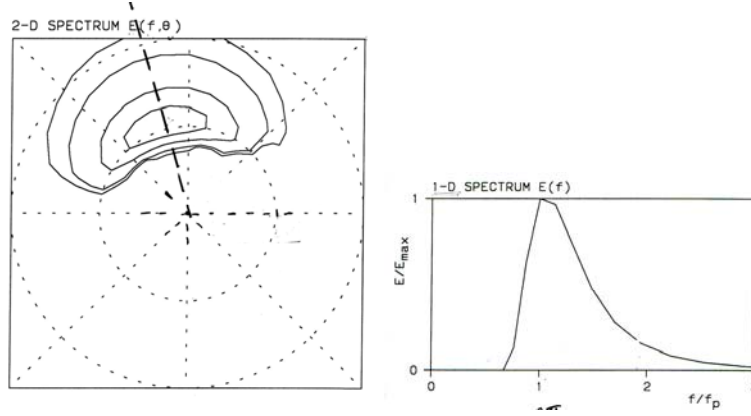 2-D SPECTRUM E(f,θ)
1-D SPECTRUM E(f)
1
E/Emax
0
0
1
2
f/fp